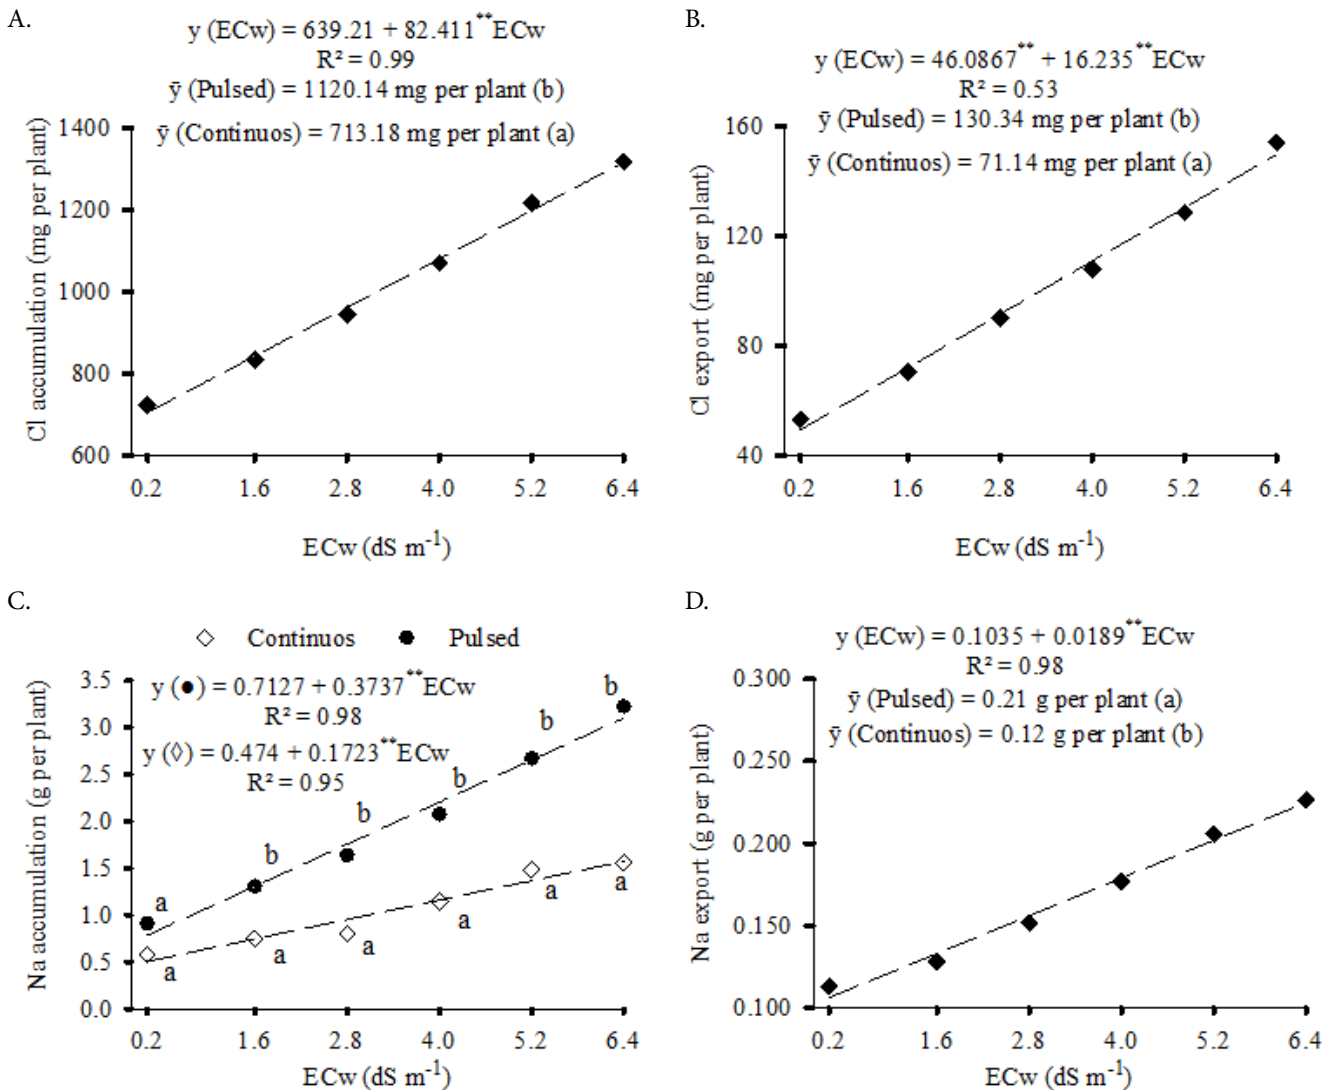 A.
y (ECw) = 639.21 + 82.411**ECw
R² = 0.99
ȳ (Pulsed) = 1120.14 mg per plant (b)
ȳ (Continuos) = 713.18 mg per plant (a)
Cl accumulation (mg per plant)
1400
1200
1000
800
600
0.2 1.6 2.8 4.0 5.2 6.4
ECw (dS m⁻¹)
B.
y (ECw) = 46.0867** + 16.235**ECw
R² = 0.53
ȳ (Pulsed) = 130.34 mg per plant (b)
ȳ (Continuos) = 71.14 mg per plant (a)
Cl export (mg per plant)
160
120
80
40
0.2 1.6 2.8 4.0 5.2 6.4
ECw (dS m⁻¹)
C.
◇ Continuos ● Pulsed
y (●) = 0.7127 + 0.3737**ECw
R² = 0.98
y (◊) = 0.474 + 0.1723**ECw
R² = 0.95
Na accumulation (g per plant)
3.5
3.0
2.5
2.0
1.5
1.0
0.5
0.0
a b b b b b
a a a a a a
0.2 1.6 2.8 4.0 5.2 6.4
ECw (dS m⁻¹)
D.
y (ECw) = 0.1035 + 0.0189**ECw
R² = 0.98
ȳ (Pulsed) = 0.21 g per plant (a)
ȳ (Continuos) = 0.12 g per plant (b)
Na export (g per plant)
0.300
0.250
0.200
0.150
0.100
0.2 1.6 2.8 4.0 5.2 6.4
ECw (dS m⁻¹)